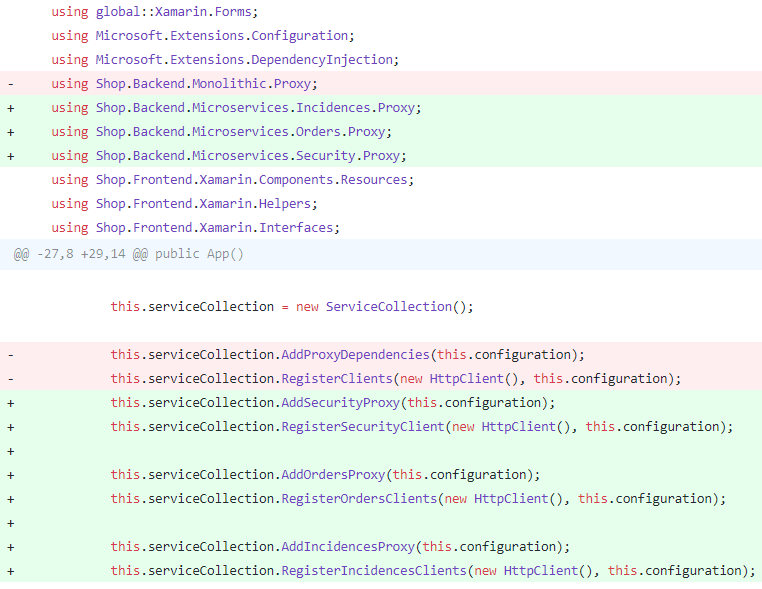 using global::Xamarin.Forms;
using Microsoft.Extensions.Configuration;
using Microsoft.Extensions.DependencyInjection;
- using Shop.Backend.Monolithic.Proxy;
+ using Shop.Backend.Microservices.Incidences.Proxy;
+ using Shop.Backend.Microservices.Orders.Proxy;
+ using Shop.Backend.Microservices.Security.Proxy;
using Shop.Frontend.Xamarin.Components.Resources;
using Shop.Frontend.Xamarin.Helpers;
using Shop.Frontend.Xamarin.Interfaces;
@@ -27,8 +29,14 @@ public App()
this.serviceCollection = new ServiceCollection();
- this.serviceCollection.AddProxyDependencies(this.configuration);
- this.serviceCollection.RegisterClients(new HttpClient(), this.configuration);
+ this.serviceCollection.AddSecurityProxy(this.configuration);
+ this.serviceCollection.RegisterSecurityClient(new HttpClient(), this.configuration);
+
+ this.serviceCollection.AddOrdersProxy(this.configuration);
+ this.serviceCollection.RegisterOrdersClients(new HttpClient(), this.configuration);
+
+ this.serviceCollection.AddIncidencesProxy(this.configuration);
+ this.serviceCollection.RegisterIncidencesClients(new HttpClient(), this.configuration);